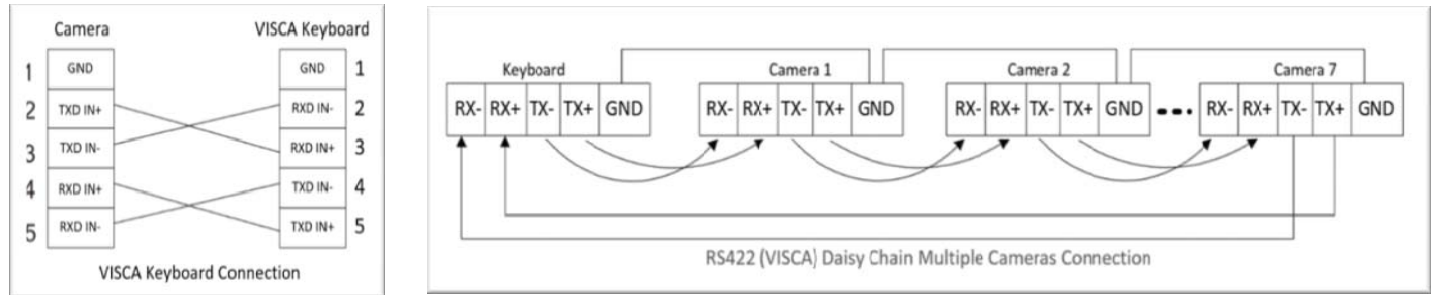 Camera VISCA Keyboard
1 GND GND 1
2 TXD IN+ RXD IN- 2
3 TXD IN- RXD IN+ 3
4 RXD IN+ TXD IN- 4
5 RXD IN- TXD IN+ 5
VISCA Keyboard Connection
Keyboard Camera 1 Camera 2 Camera 7
RX- RX+ TX- TX+ GND RX- RX+ TX- TX+ GND RX- RX+ TX- TX+ GND RX- RX+ TX- TX+ GND
RS422 (VISCA) Daisy Chain Multiple Cameras Connection